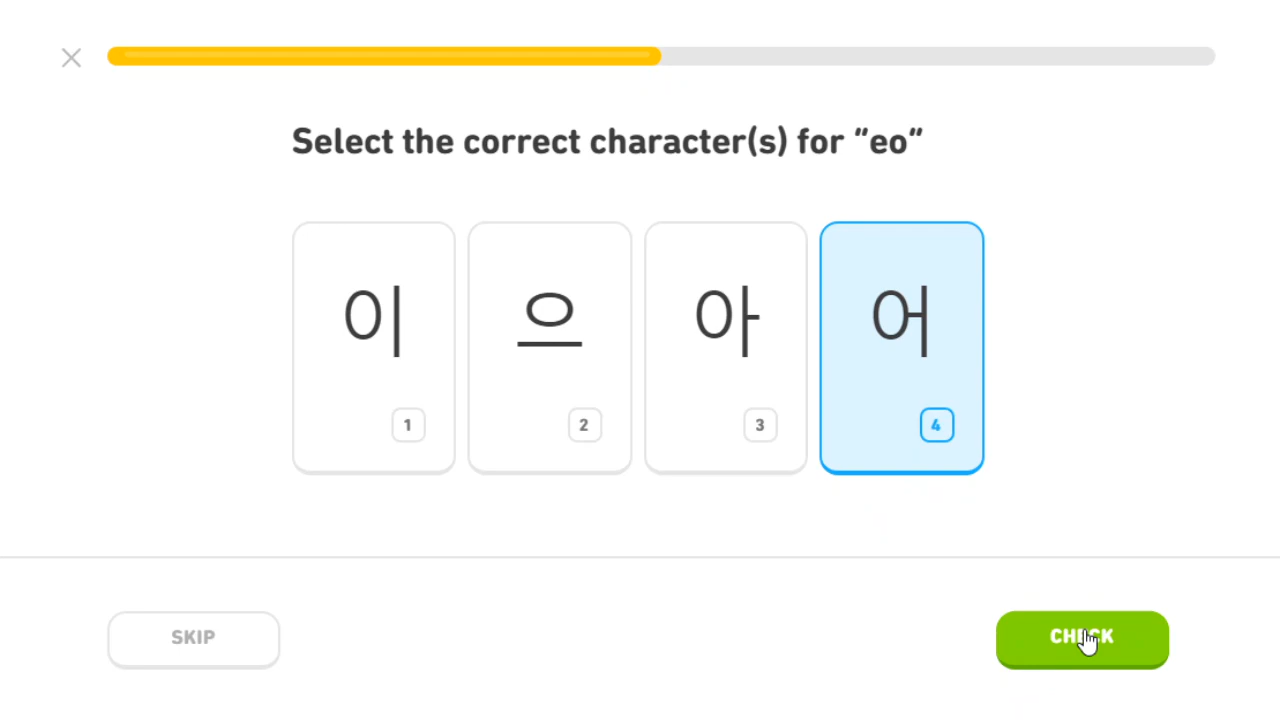 Select the correct character(s) for “eo“
이 으 아 어
1 2 3 4
SKIP CHECK